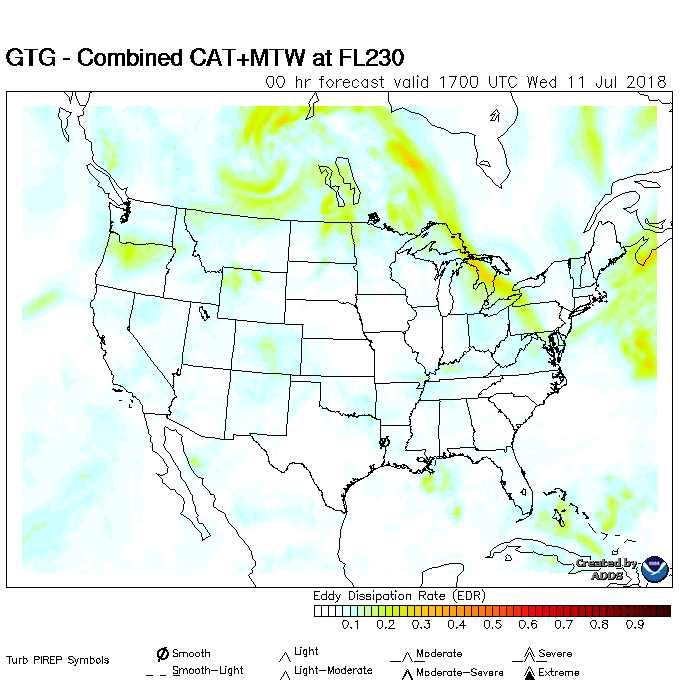 GTG - Combined CAT+MTW at FL230
00 hr forecast valid 1700 UTC Wed 11 Jul 2018
Created by
ADDS
Eddy Dissipation Rate (EDR)
0.1 0.2 0.3 0.4 0.5 0.6 0.7 0.8 0.9
Turb PIREP Symbols
Smooth
Light
Moderate
Severe
Smooth-Light
Light-Moderate
Moderate-Severe
Extreme